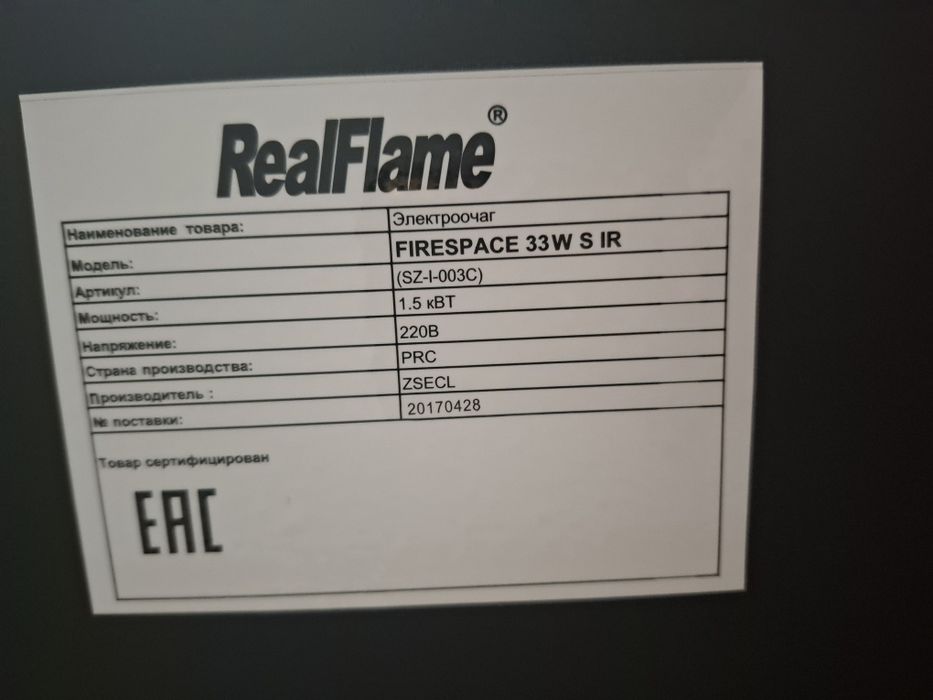 RealFlame®
Наименование товара: Электроочаг
Модель: FIRESPACE 33W S IR
Артикул: (SZ-I-003C)
Мощность: 1.5 кВТ
Напряжение: 220В
Страна производства: PRC
Производитель : ZSECL
№ поставки: 20170428
Товар сертифицирован
EAC